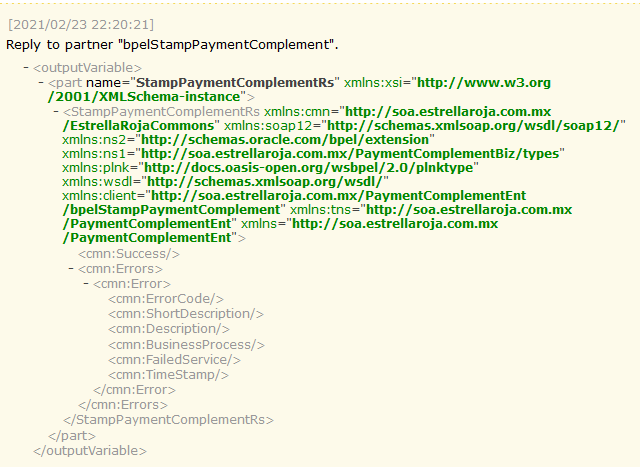 [2021/02/23 22:20:21]
Reply to partner "bpelStampPaymentComplement".
- <outputVariable>
- <part name="StampPaymentComplementRs" xmlns:xsi="http://www.w3.org
/2001/XMLSchema-instance">
- <StampPaymentComplementRs xmlns:cmn="http://soa.estrellaroja.com.mx
/EstrellaRojaCommons" xmlns:soap12="http://schemas.xmlsoap.org/wsdl/soap12/"
xmlns:ns2="http://schemas.oracle.com/bpel/extension"
xmlns:ns1="http://soa.estrellaroja.com.mx/PaymentComplementBiz/types"
xmlns:plnk="http://docs.oasis-open.org/wsbpel/2.0/plnktype"
xmlns:wsdl="http://schemas.xmlsoap.org/wsdl/"
xmlns:client="http://soa.estrellaroja.com.mx/PaymentComplementEnt
/bpelStampPaymentComplement" xmlns:tns="http://soa.estrellaroja.com.mx
/PaymentComplementEnt" xmlns="http://soa.estrellaroja.com.mx
/PaymentComplementEnt">
<cmn:Success/>
- <cmn:Errors>
- <cmn:Error>
<cmn:ErrorCode/>
<cmn:ShortDescription/>
<cmn:Description/>
<cmn:BusinessProcess/>
<cmn:FailedService/>
<cmn:TimeStamp/>
</cmn:Error>
</cmn:Errors>
</StampPaymentComplementRs>
</part>
</outputVariable>